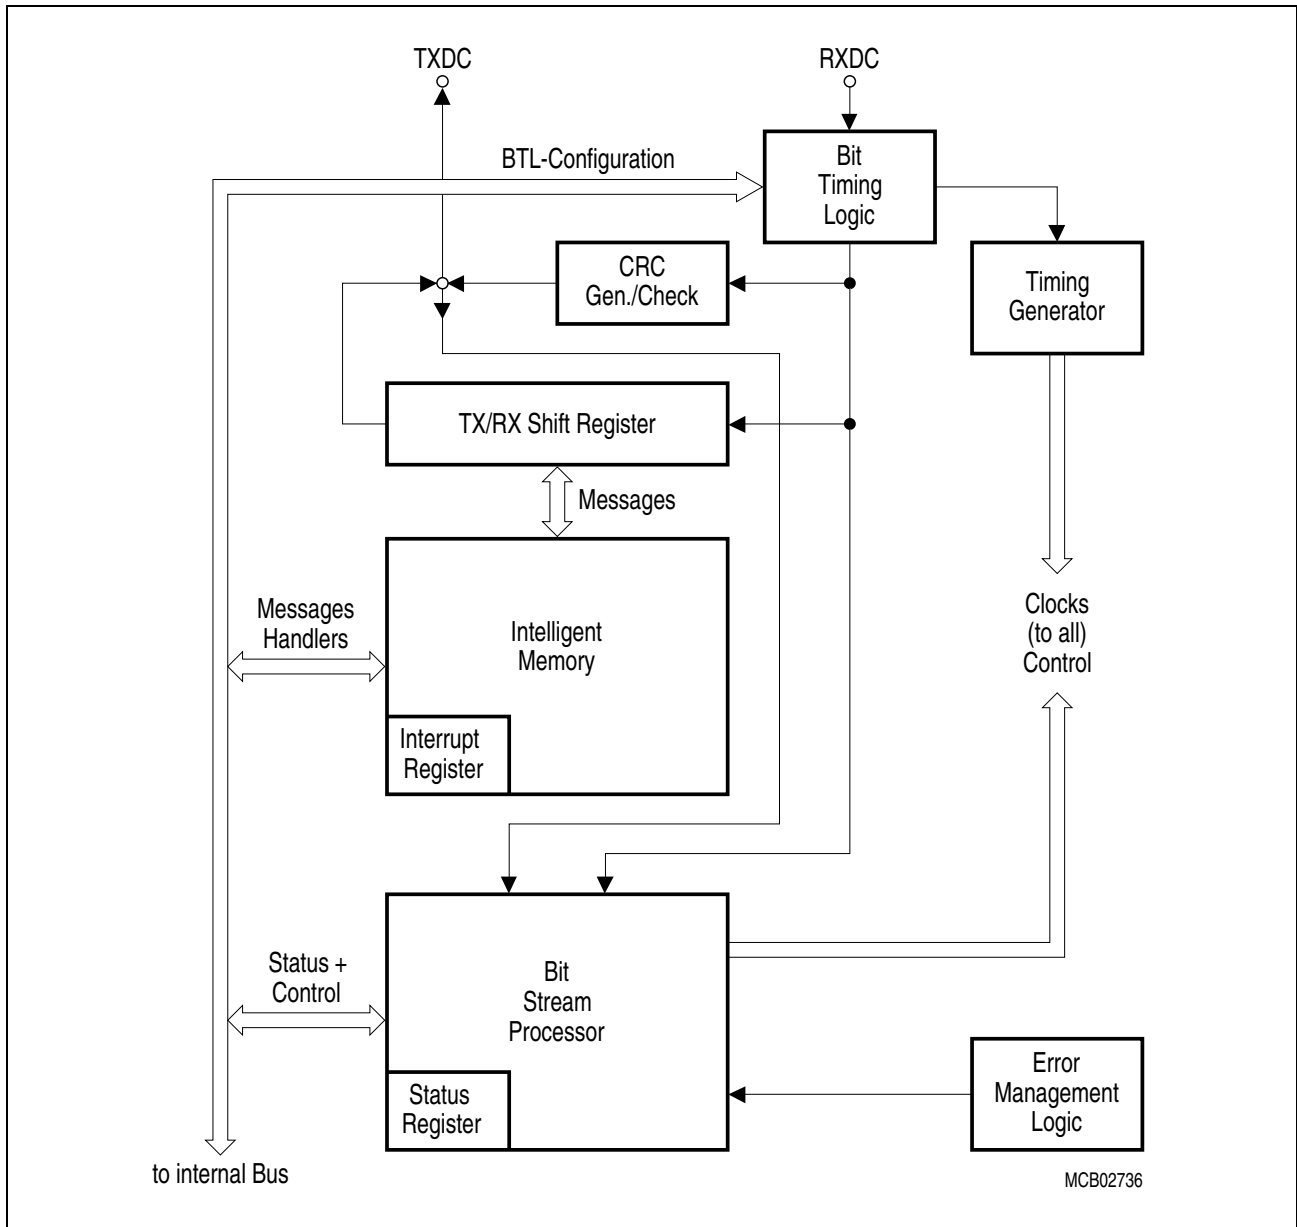 TXDC
RXDC
BTL-Configuration
Bit
Timing
Logic
CRC
Gen./Check
Timing
Generator
TX/RX Shift Register
Messages
Messages
Handlers
Intelligent
Memory
Clocks
(to all)
Control
Interrupt
Register
Status +
Control
Bit
Stream
Processor
Status
Register
Error
Management
Logic
to internal Bus
MCB02736